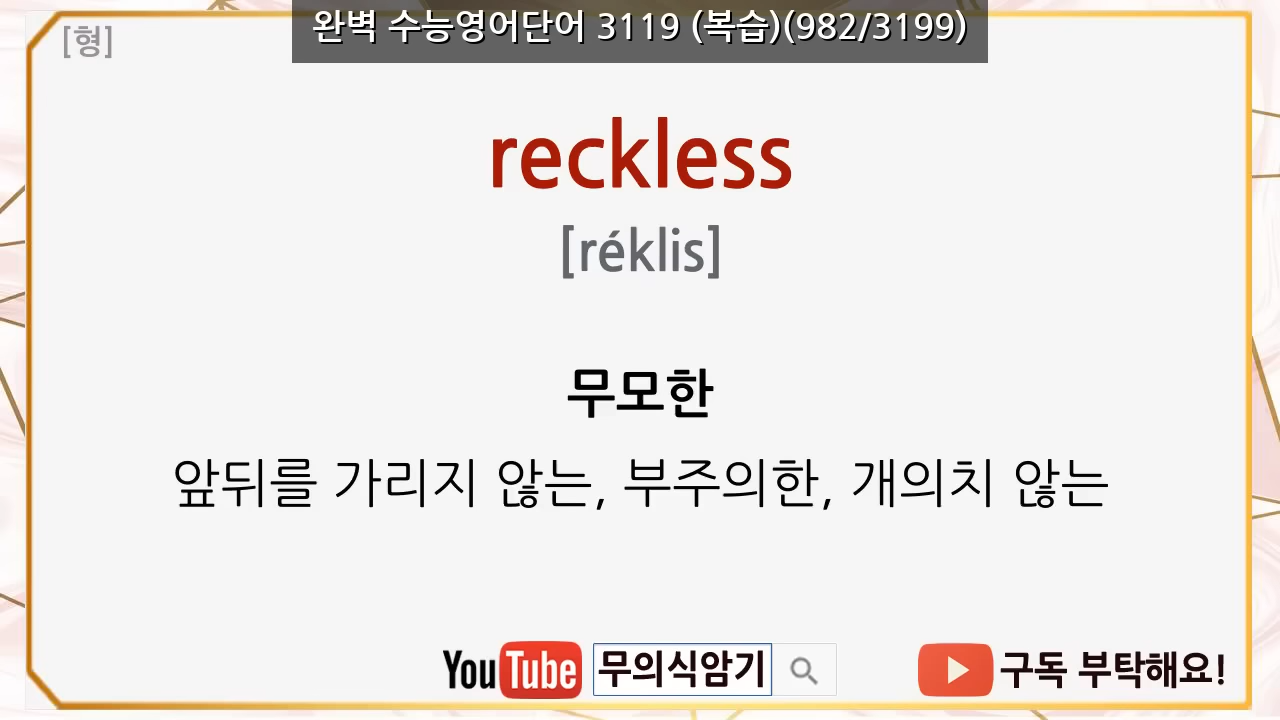 완벽 수능영어단어 3119 (복습)(982/3199)
[형]
reckless
[réklis]
무모한
앞뒤를 가리지 않는, 부주의한, 개의치 않는
YouTube 무의식암기 구독 부탁해요!